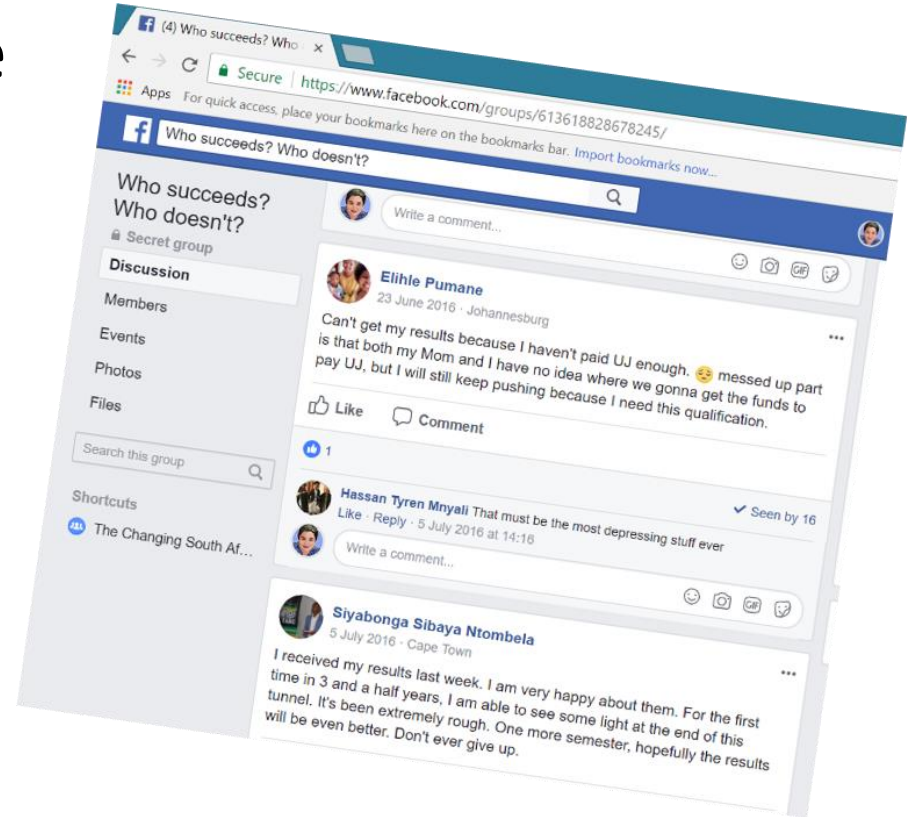 e
(4) Who succeeds? Who
Secure https://www.facebook.com/groups/613618828678245/
Apps For quick access, place your bookmarks here on the bookmarks bar. Import bookmarks now...
Who succeeds? Who doesn't?
Who succeeds?
Who doesn't?
Secret group
Discussion
Members
Events
Photos
Files
Search this group
Shortcuts
The Changing South Af...
Write a comment...
GIF
Elihle Pumane
23 June 2016 · Johannesburg
Can't get my results because I haven't paid UJ enough. 😔 messed up part
is that both my Mom and I have no idea where we gonna get the funds to
pay UJ, but I will still keep pushing because I need this qualification.
Like Comment
1
Seen by 16
Hassan Tyren Mnyali That must be the most depressing stuff ever
Like · Reply · 5 July 2016 at 14:16
Write a comment...
GIF
Siyabonga Sibaya Ntombela
5 July 2016 · Cape Town
I received my results last week. I am very happy about them. For the first
time in 3 and a half years, I am able to see some light at the end of this
tunnel. It's been extremely rough. One more semester, hopefully the results
will be even better. Don't ever give up.